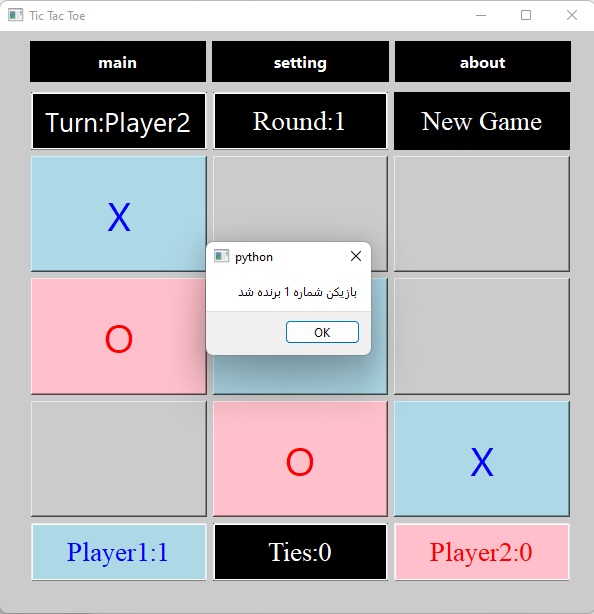 Tic Tac Toe
main
setting
about
Turn:Player2
Round:1
New Game
X
python
بازیکن شماره 1 برنده شد
OK
O
O
X
Player1:1
Ties:0
Player2:0